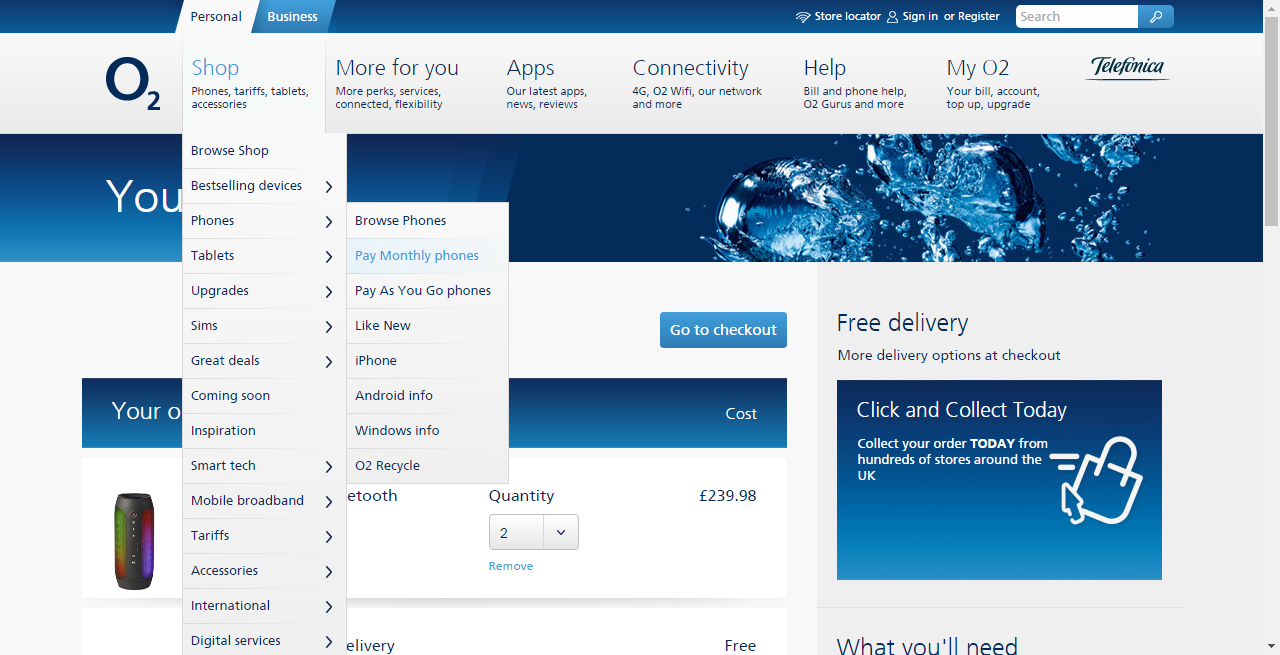 Personal
Business
Store locator
Sign in or Register
Search
O2
Shop
Phones, tariffs, tablets,
accessories
More for you
More perks, services,
connected, flexibility
Apps
Our latest apps,
news, reviews
Connectivity
4G, O2 Wifi, our network
and more
Help
Bill and phone help,
O2 Gurus and more
My O2
Your bill, account,
top up, upgrade
Telefónica
You
Browse Shop
Bestselling devices
Phones
Tablets
Upgrades
Sims
Great deals
Coming soon
Inspiration
Smart tech
Mobile broadband
Tariffs
Accessories
International
Digital services
Browse Phones
Pay Monthly phones
Pay As You Go phones
Like New
iPhone
Android info
Windows info
O2 Recycle
Go to checkout
Your o
Cost
etooth
Quantity
£239.98
2
Remove
elivery
Free
Free delivery
More delivery options at checkout
Click and Collect Today
Collect your order TODAY from
hundreds of stores around the
UK
What you'll need